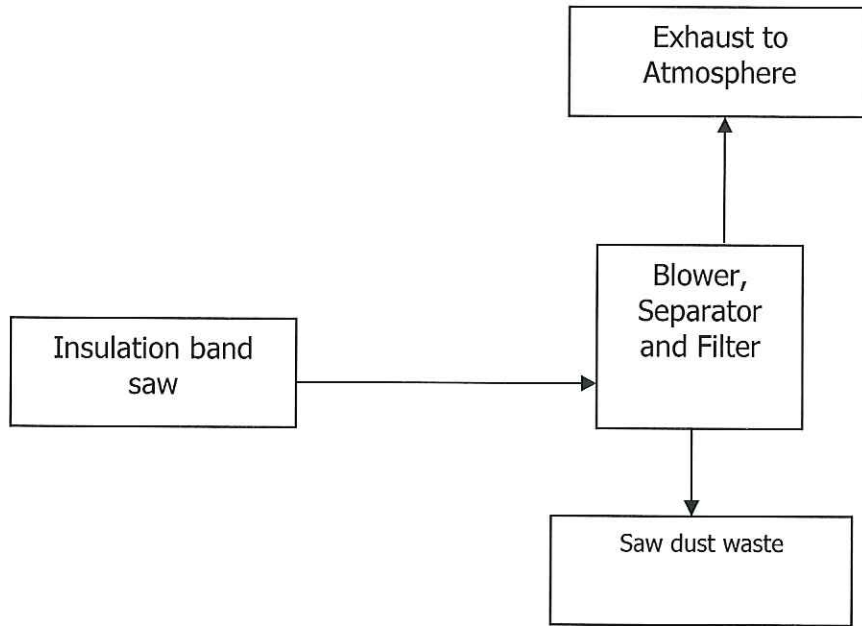 Exhaust to
Atmosphere
Blower,
Separator
and Filter
Insulation band
saw
Saw dust waste